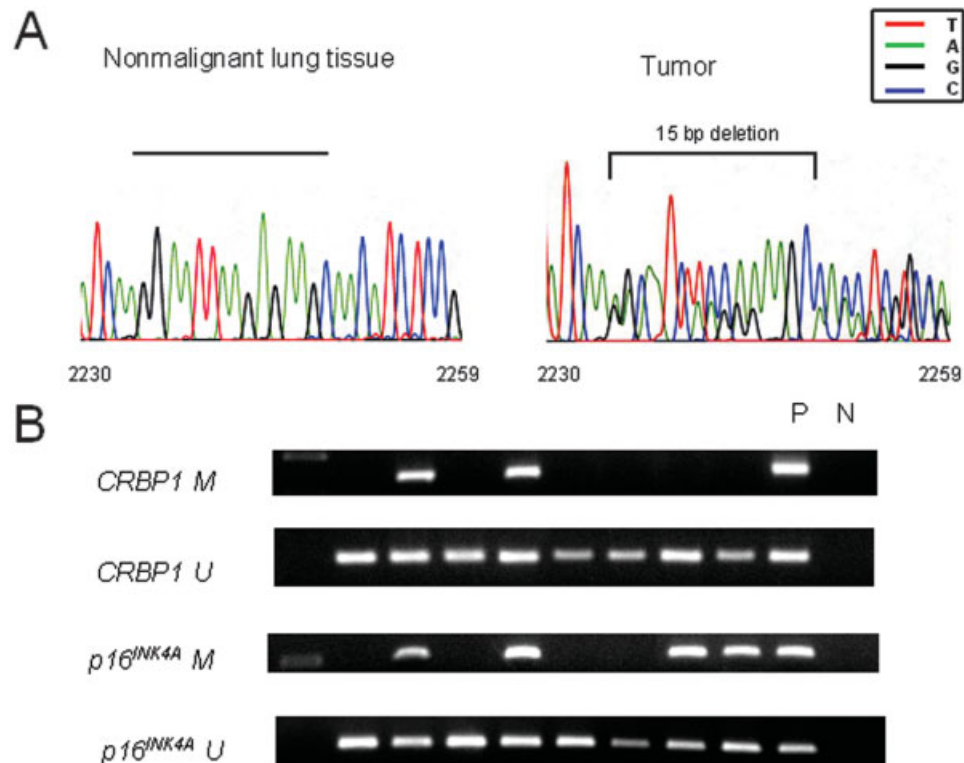 A
Nonmalignant lung tissue
Tumor
T
A
G
C
15 bp deletion
2230
2259
2230
2259
B
P N
CRBP1 M
CRBP1 U
p16INK4A M
p16INK4A U